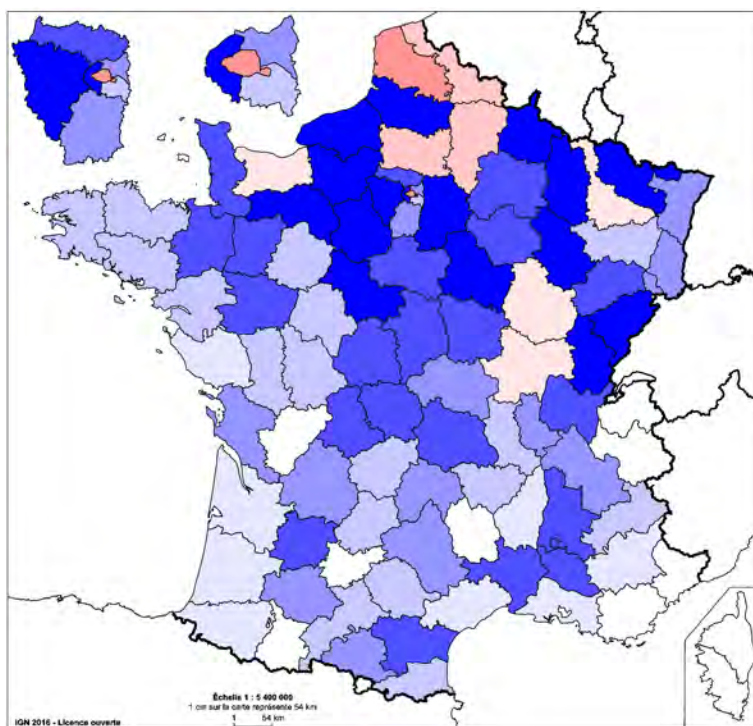 Échelle 1 : 5 400 000
1 cm sur la carte représente 54 km
1 54 km
IGN 2016 - Licence ouverte